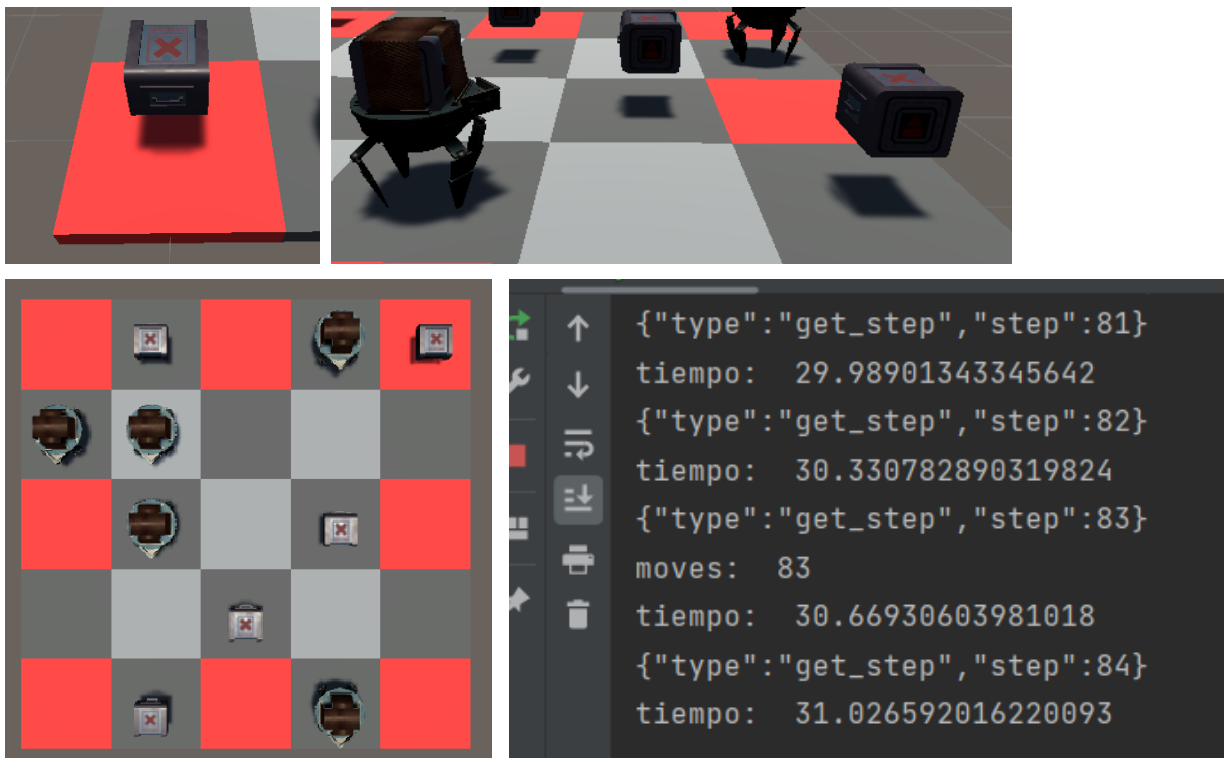 {"type":"get_step","step":81}
tiempo:  29.98901343345642
{"type":"get_step","step":82}
tiempo:  30.330782890319824
{"type":"get_step","step":83}
moves:  83
tiempo:  30.66930603981018
{"type":"get_step","step":84}
tiempo:  31.026592016220093